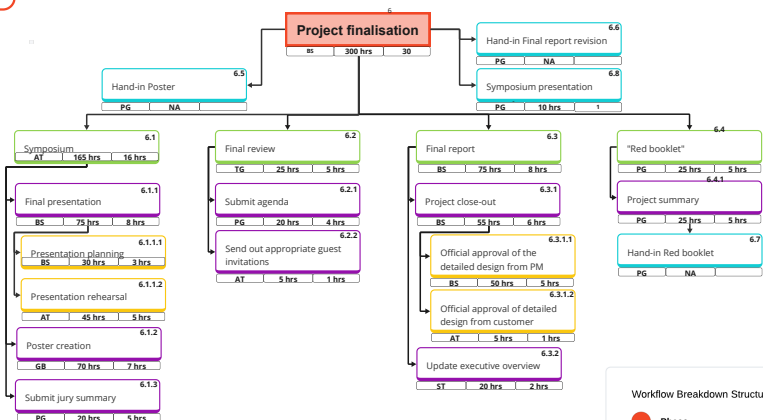 6
Project finalisation
BS 300 hrs 30
6.6
Hand-in Final report revision
PG NA
6.5
Hand-in Poster
PG NA
6.8
Symposium presentation
PG 10 hrs 1
6.1
Symposium
AT 165 hrs 16 hrs
6.2
Final review
TG 25 hrs 5 hrs
6.3
Final report
BS 75 hrs 8 hrs
6.4
"Red booklet"
PG 25 hrs 5 hrs
6.1.1
Final presentation
BS 75 hrs 8 hrs
6.2.1
Submit agenda
PG 20 hrs 4 hrs
6.3.1
Project close-out
BS 55 hrs 6 hrs
6.4.1
Project summary
PG 25 hrs 5 hrs
6.1.1.1
Presentation planning
BS 30 hrs 3 hrs
6.2.2
Send out appropriate guest
invitations
AT 5 hrs 1 hrs
6.3.1.1
Official approval of the
detailed design from PM
BS 50 hrs 5 hrs
6.7
Hand-in Red booklet
PG NA
6.1.1.2
Presentation rehearsal
AT 45 hrs 5 hrs
6.3.1.2
Official approval of detailed
design from customer
AT 5 hrs 1 hrs
6.1.2
Poster creation
GB 70 hrs 7 hrs
6.3.2
Update executive overview
ST 20 hrs 2 hrs
6.1.3
Submit jury summary
PG 20 hrs 5 hrs
Workflow Breakdown Structu